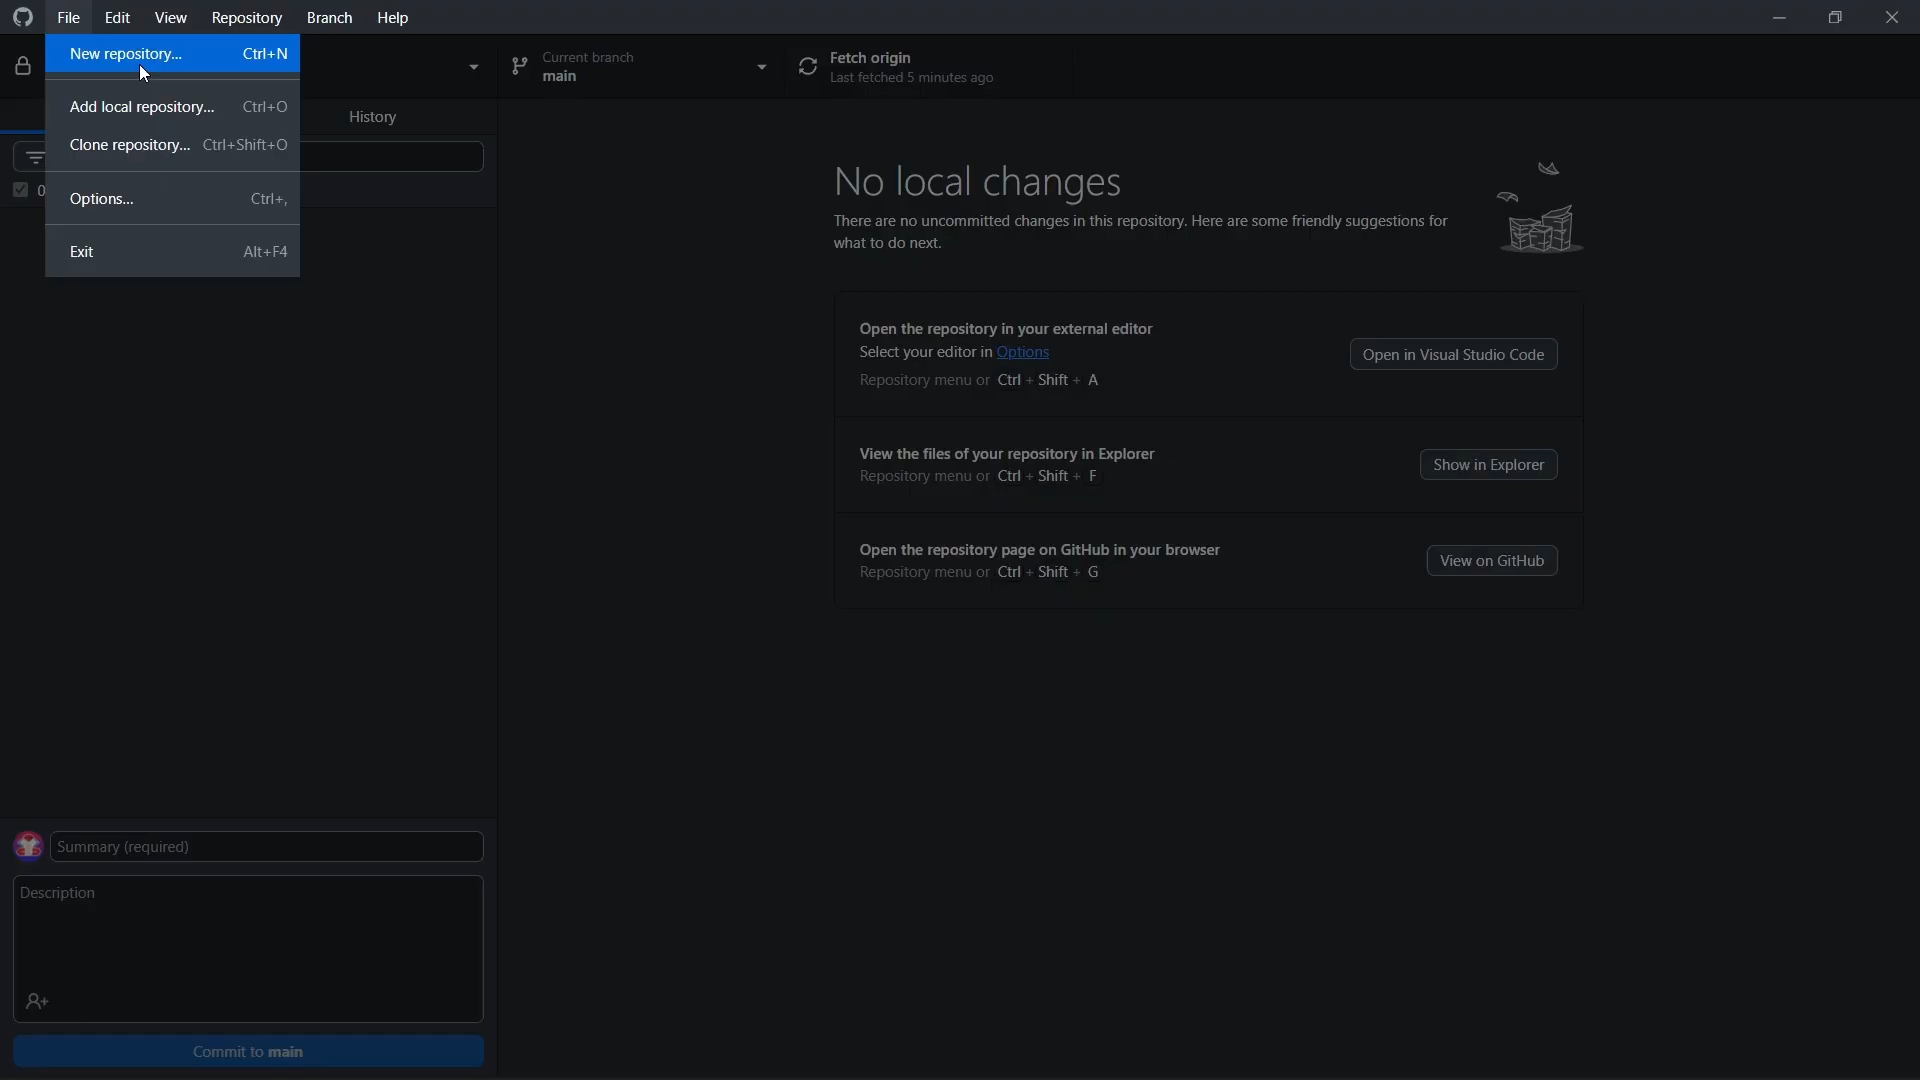 File Edit View Repository Branch Help
New repository... Ctrl+N
Add local repository... Ctrl+O
Clone repository... Ctrl+Shift+O
Options... Ctrl+,
Exit Alt+F4
Current branch
main
Fetch origin
Last fetched 5 minutes ago
History
0
No local changes
There are no uncommitted changes in this repository. Here are some friendly suggestions for
what to do next.
Open the repository in your external editor
Select your editor in Options
Repository menu or Ctrl + Shift + A
Open in Visual Studio Code
View the files of your repository in Explorer
Repository menu or Ctrl + Shift + F
Show in Explorer
Open the repository page on GitHub in your browser
Repository menu or Ctrl + Shift + G
View on GitHub
Summary (required)
Description
Commit to main